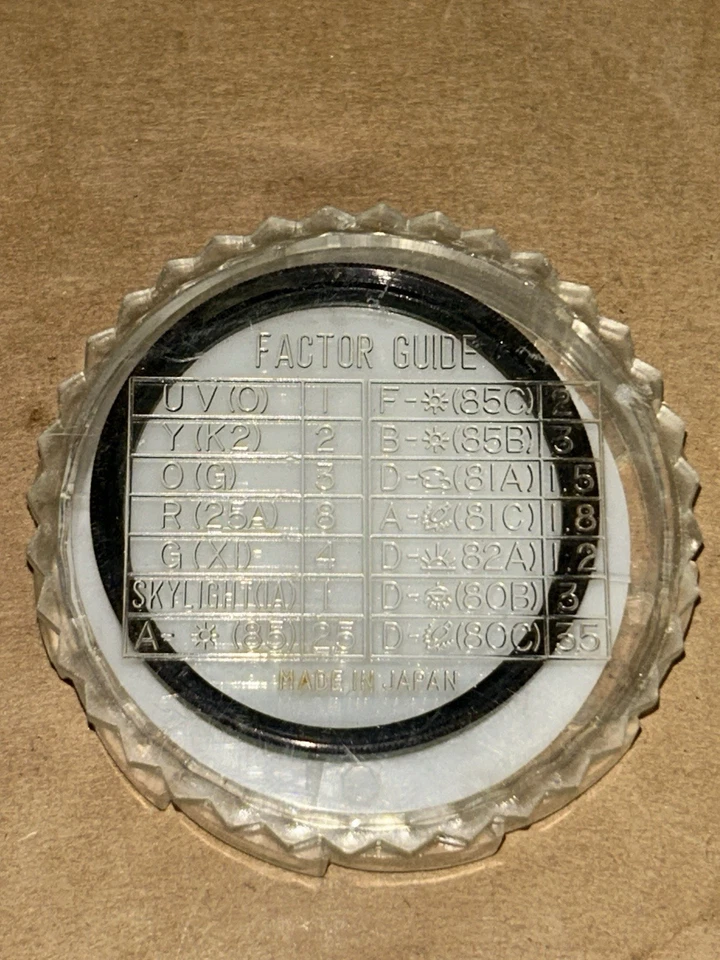 FACTOR GUIDE
UV(O) 1 F-(85C) 2
Y(K2) 2 B-(85B) 3
O(G) B-(81A) 1.5
R(25A) 8 A-(81C) 1.8
G(X1) 4 D-(82A) 1.2
SKYLIGHT(1A) 1 D-(80B) 3
A-(85) 2.5 D-(80C) 3.5
MADE IN JAPAN